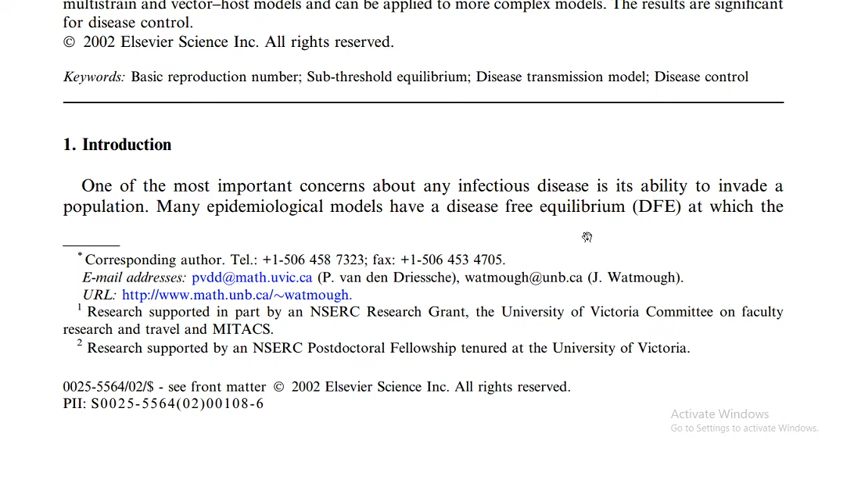 multistrain and vector–host models and can be applied to more complex models. The results are significant
for disease control.
© 2002 Elsevier Science Inc. All rights reserved.
Keywords: Basic reproduction number; Sub-threshold equilibrium; Disease transmission model; Disease control
1. Introduction
One of the most important concerns about any infectious disease is its ability to invade a
population. Many epidemiological models have a disease free equilibrium (DFE) at which the
* Corresponding author. Tel.: +1-506 458 7323; fax: +1-506 453 4705.
E-mail addresses: pvdd@math.uvic.ca (P. van den Driessche), watmough@unb.ca (J. Watmough).
URL: http://www.math.unb.ca/~watmough.
1 Research supported in part by an NSERC Research Grant, the University of Victoria Committee on faculty
research and travel and MITACS.
2 Research supported by an NSERC Postdoctoral Fellowship tenured at the University of Victoria.
0025-5564/02/$ - see front matter © 2002 Elsevier Science Inc. All rights reserved.
PII: S0025-5564(02)00108-6
Activate Windows
Go to Settings to activate Windows.